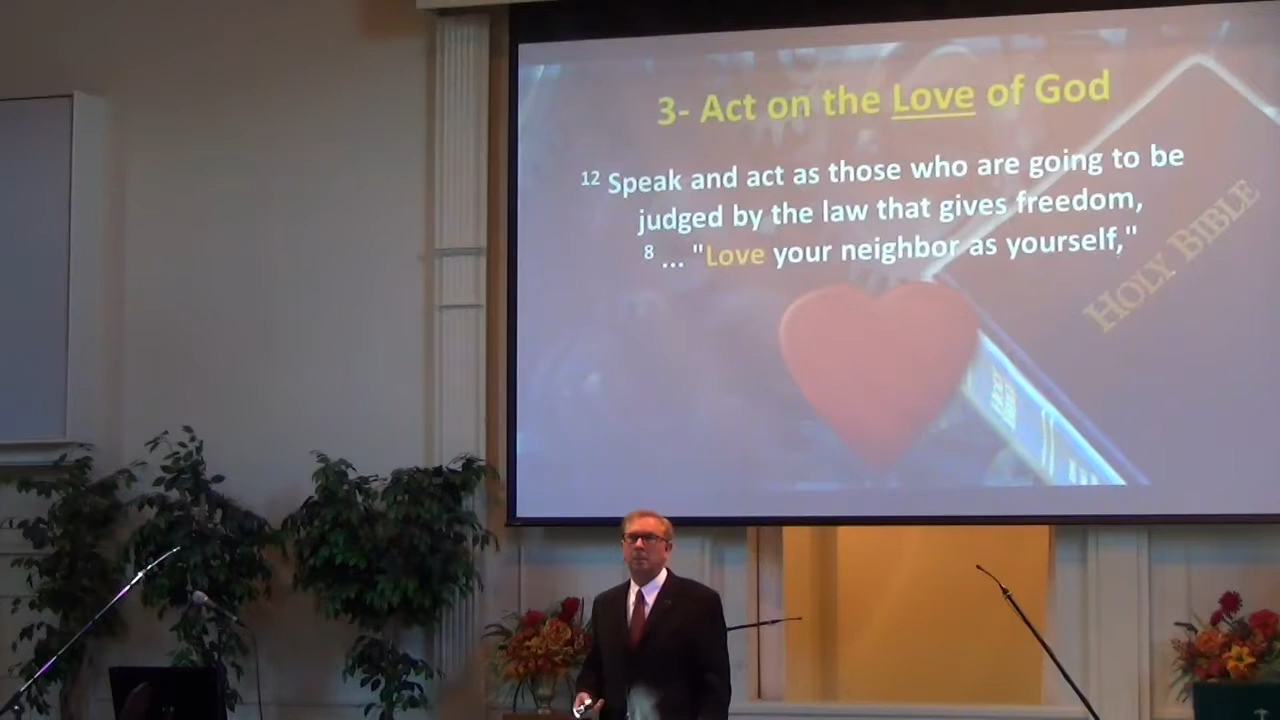 3- Act on the Love of God
12 Speak and act as those who are going to be
judged by the law that gives freedom,
8 ... "Love your neighbor as yourself,"
HOLY BIBLE